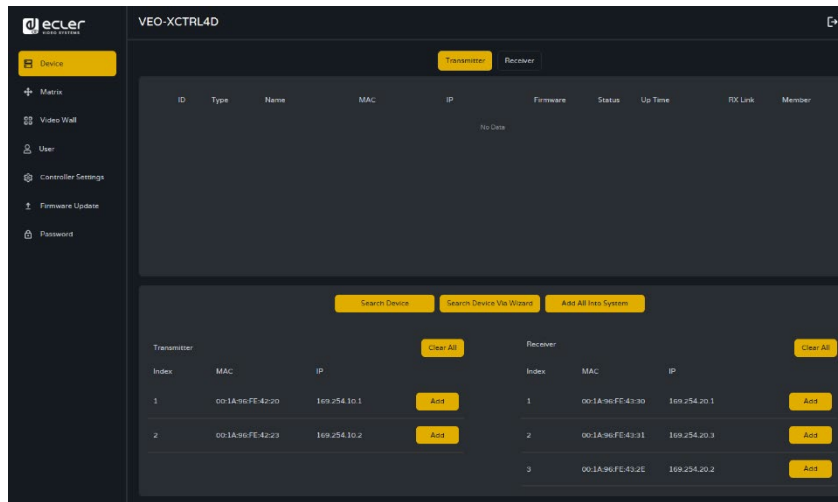 ecler
VIDEO SYSTEMS
VEO-XCTRL4D
Device
Matrix
Video Wall
User
Controller Settings
Firmware Update
Password
Transmitter Receiver
ID Type Name MAC IP Firmware Status Up Time RX Link Member
No Data
Search Device Search Device Via Wizard Add All Into System
Transmitter Clear All
Index MAC IP
1 00:1A:96:FE:42:20 169.254.10.1 Add
2 00:1A:96:FE:42:23 169.254.10.2 Add
Receiver Clear All
Index MAC IP
1 00:1A:96:FE:43:30 169.254.20.1 Add
2 00:1A:96:FE:43:31 169.254.20.3 Add
3 00:1A:96:FE:43:2E 169.254.20.2 Add